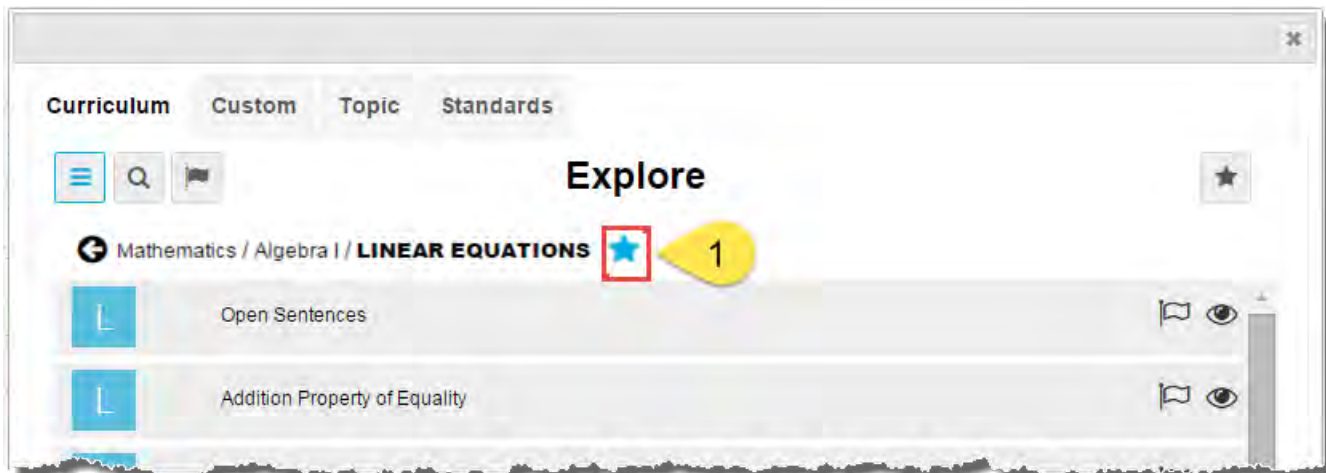 Curriculum Custom Topic Standards
Explore
Mathematics / Algebra I / LINEAR EQUATIONS 1
L Open Sentences
L Addition Property of Equality